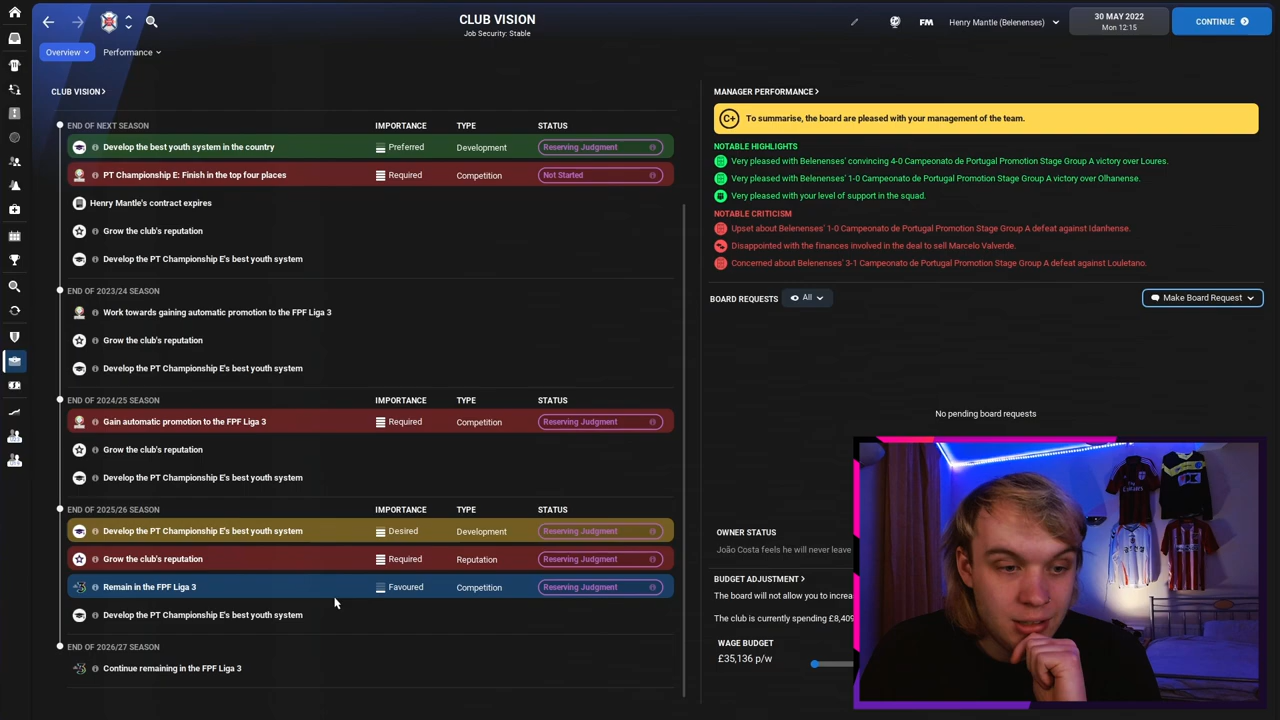 CLUB VISION
Job Security: Stable
FM
Henry Mantle (Belenenses)
30 MAY 2022
Mon 12:15
CONTINUE
Overview
Performance
CLUB VISION
END OF NEXT SEASON IMPORTANCE TYPE STATUS
Develop the best youth system in the country Preferred Development Reserving Judgment
PT Championship E: Finish in the top four places Required Competition Not Started
Henry Mantle's contract expires
Grow the club's reputation
Develop the PT Championship E's best youth system
END OF 2023/24 SEASON
Work towards gaining automatic promotion to the FPF Liga 3
Grow the club's reputation
Develop the PT Championship E's best youth system
END OF 2024/25 SEASON IMPORTANCE TYPE STATUS
Gain automatic promotion to the FPF Liga 3 Required Competition Reserving Judgment
Grow the club's reputation
Develop the PT Championship E's best youth system
END OF 2025/26 SEASON IMPORTANCE TYPE STATUS
Develop the PT Championship E's best youth system Desired Development Reserving Judgment
Grow the club's reputation Required Reputation Reserving Judgment
Remain in the FPF Liga 3 Favoured Competition Reserving Judgment
Develop the PT Championship E's best youth system
END OF 2026/27 SEASON
Continue remaining in the FPF Liga 3
MANAGER PERFORMANCE
C+ To summarise, the board are pleased with your management of the team.
NOTABLE HIGHLIGHTS
Very pleased with Belenenses' convincing 4-0 Campeonato de Portugal Promotion Stage Group A victory over Loures.
Very pleased with Belenenses' 1-0 Campeonato de Portugal Promotion Stage Group A victory over Olhanense.
Very pleased with your level of support in the squad.
NOTABLE CRITICISM
Upset about Belenenses' 1-0 Campeonato de Portugal Promotion Stage Group A defeat against Idanhense.
Disappointed with the finances involved in the deal to sell Marcelo Valverde.
Concerned about Belenenses' 3-1 Campeonato de Portugal Promotion Stage Group A defeat against Louletano.
BOARD REQUESTS All Make Board Request
No pending board requests
OWNER STATUS
João Costa feels he will never leave
BUDGET ADJUSTMENT
The board will not allow you to increa
The club is currently spending £8,409
WAGE BUDGET
£35,136 p/w